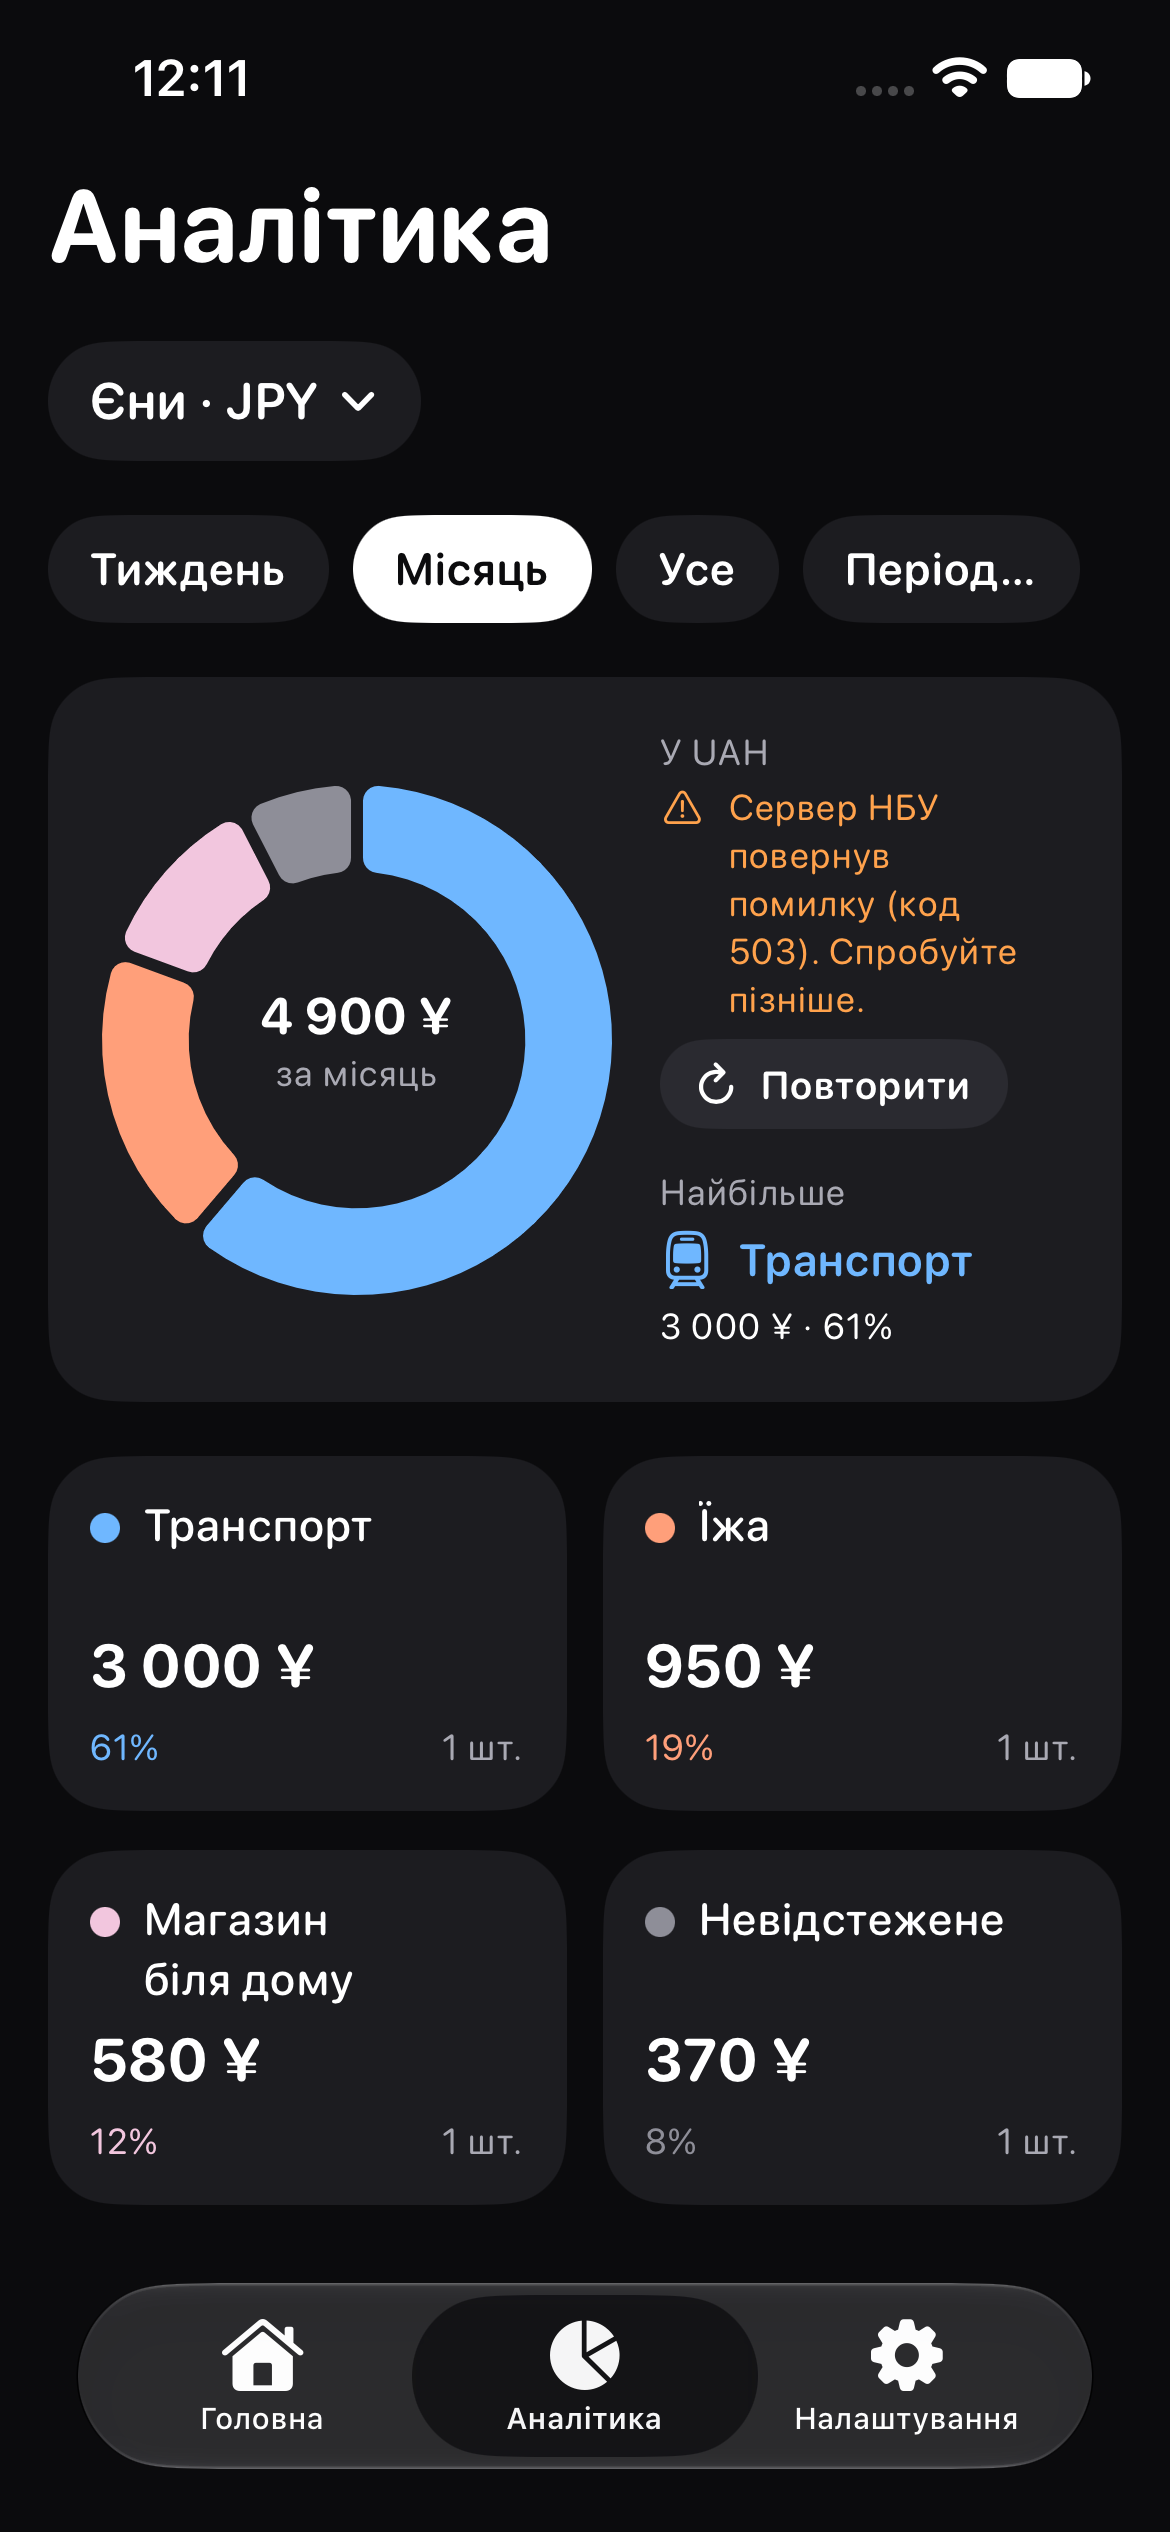 12:11
Аналітика
Єни · JPY
Тиждень
Місяць
Усе
Період...
У UAH
Сервер НБУ
повернув
помилку (код
503). Спробуйте
пізніше.
Повторити
4 900 ¥
за місяць
Найбільше
Транспорт
3 000 ¥ · 61%
Транспорт
3 000 ¥
61%
1 шт.
Їжа
950 ¥
19%
1 шт.
Магазин
біля дому
580 ¥
12%
1 шт.
Невідстежене
370 ¥
8%
1 шт.
Головна
Аналітика
Налаштування